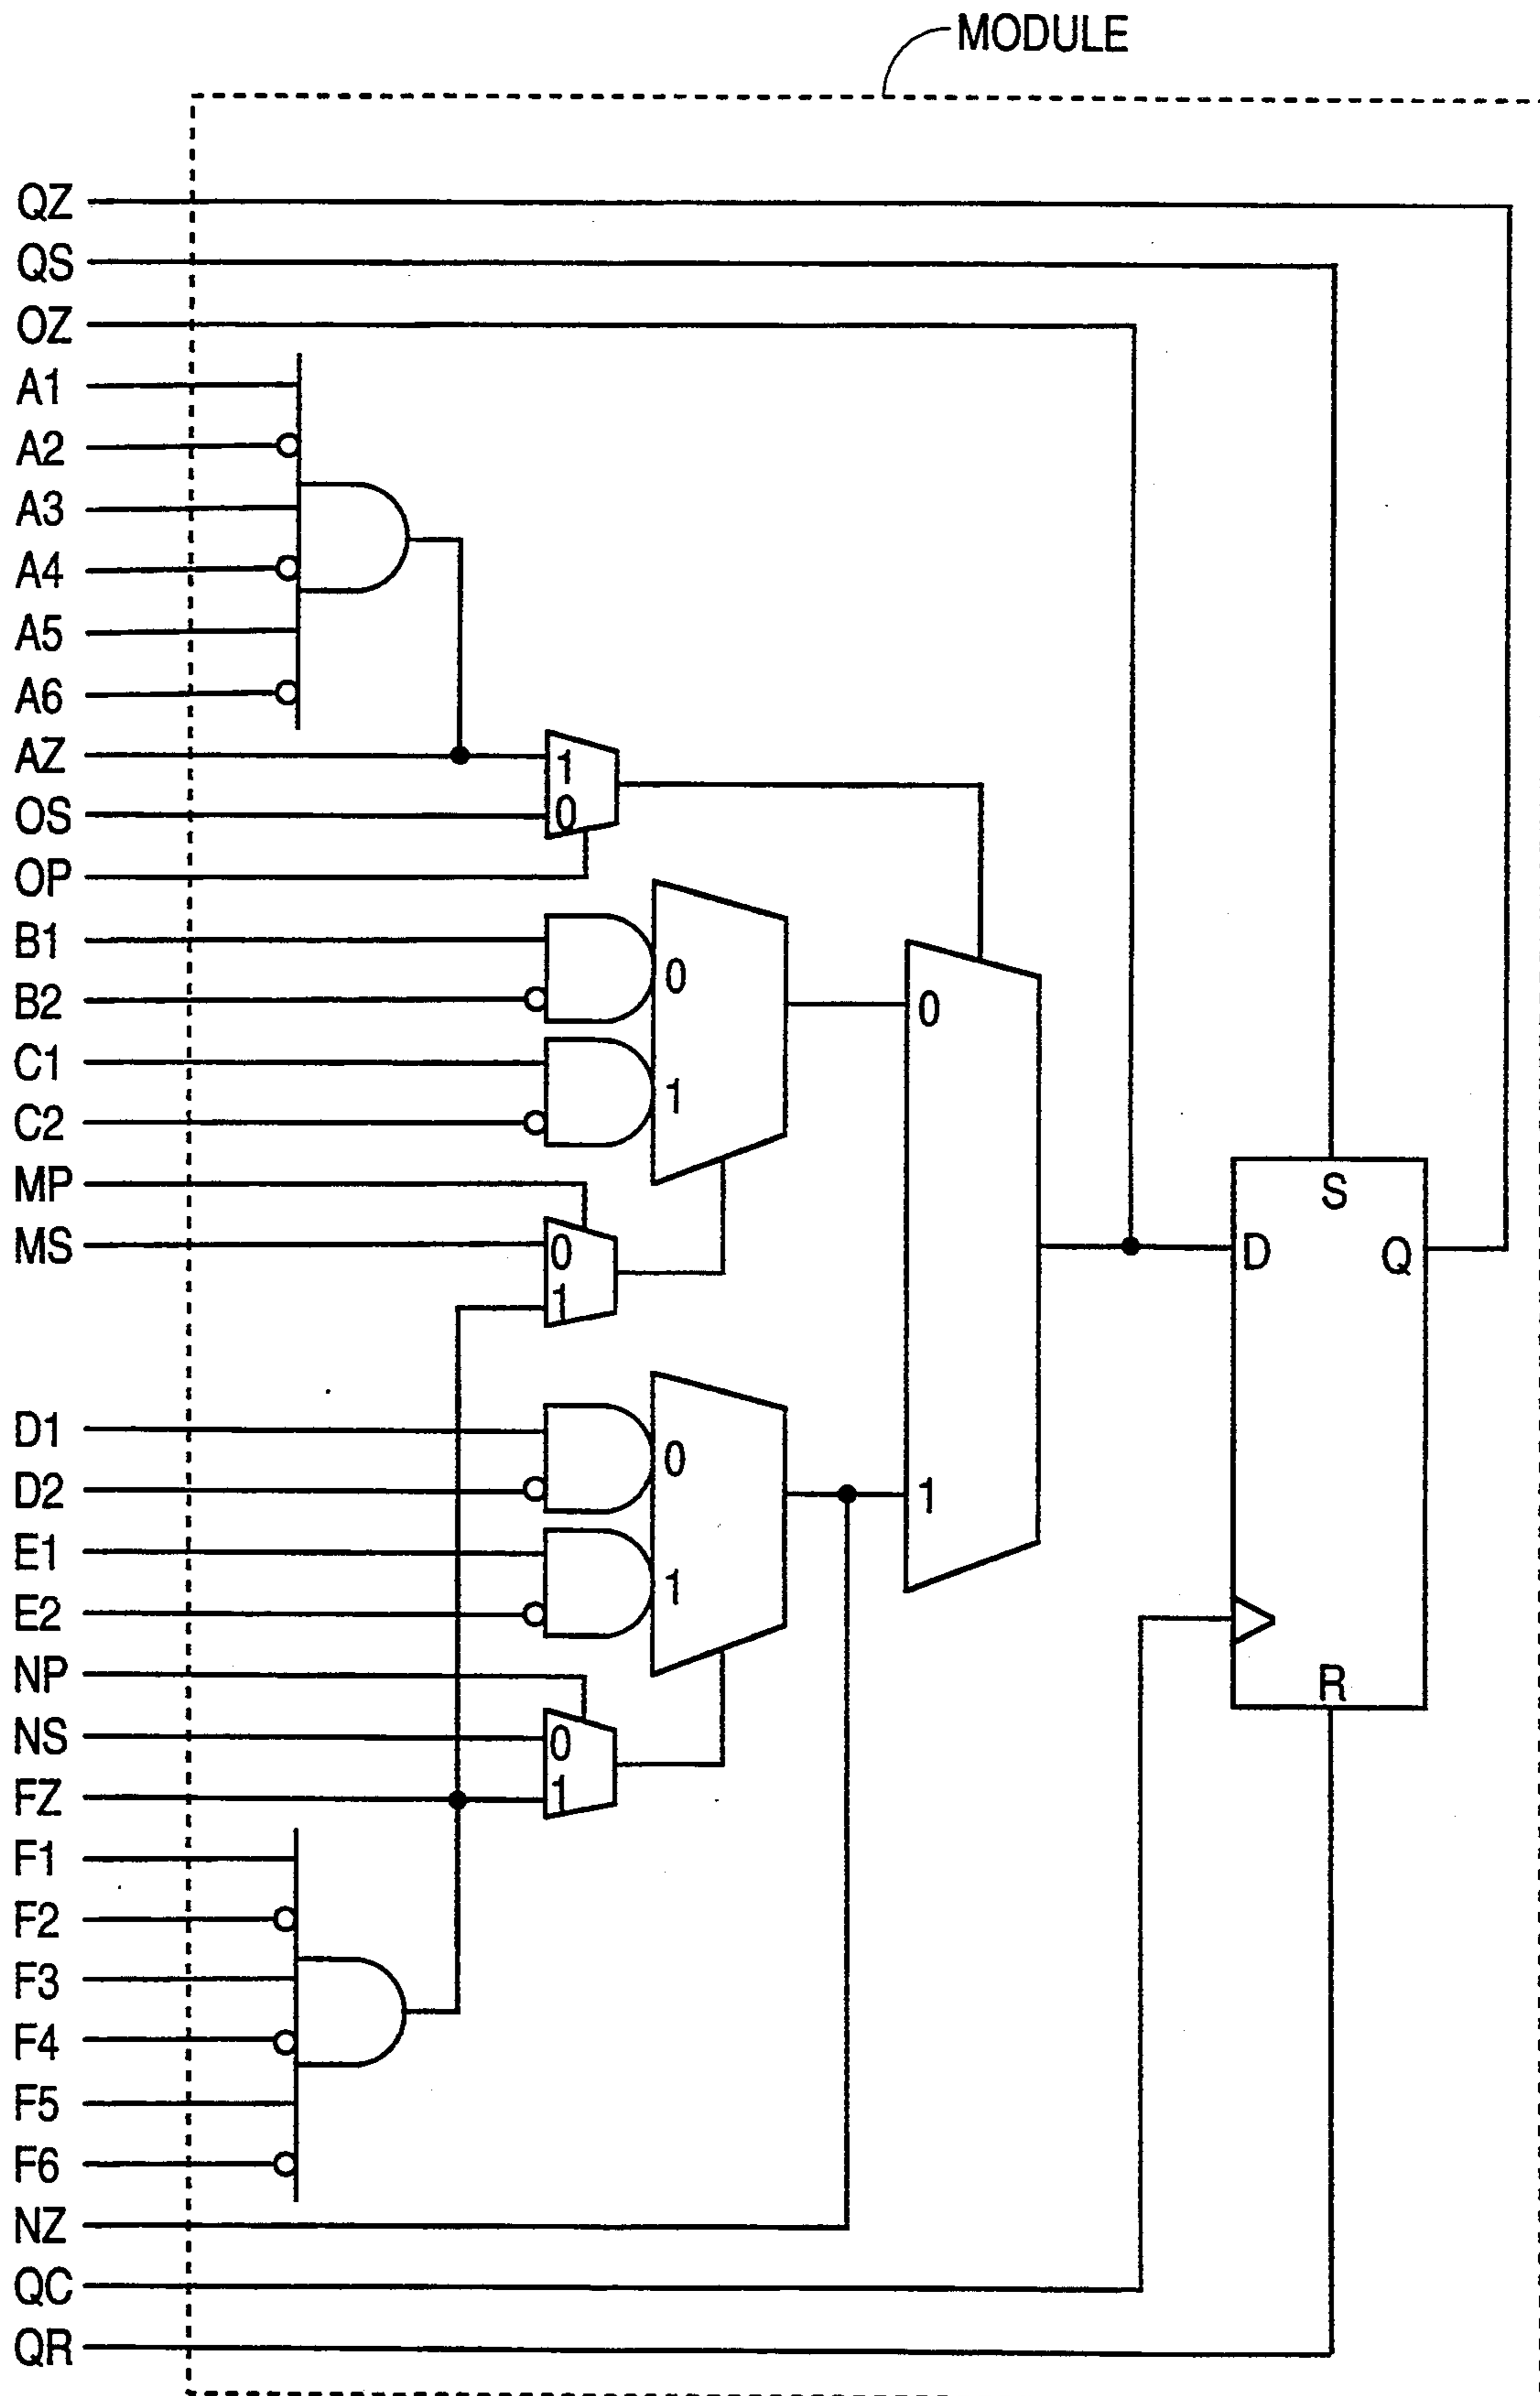 MODULE
QZ
QS
OZ
A1
A2
A3
A4
A5
A6
AZ
1
OS
0
OP
B1
0
B2
0
C1
1
C2
MP
S
MS
0
D
Q
1
D1
0
D2
1
E1
1
E2
NP
R
NS
0
FZ
1
F1
F2
F3
F4
F5
F6
NZ
QC
QR